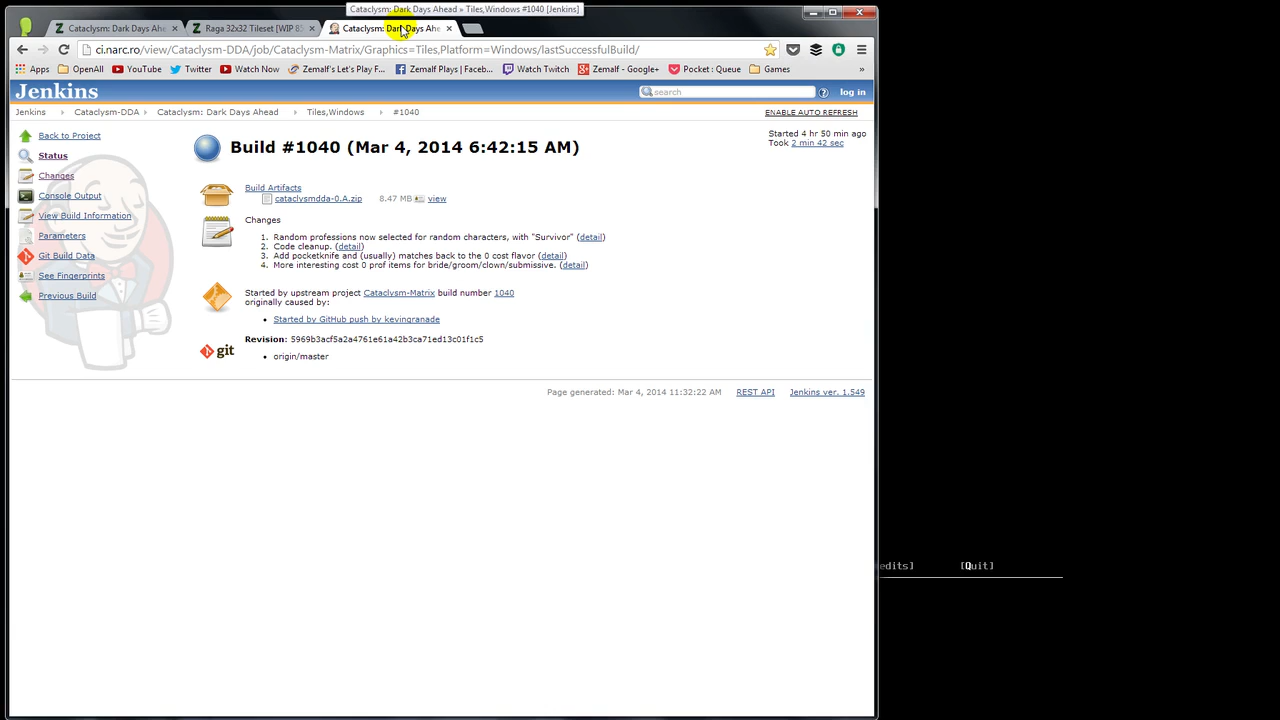 Cataclysm: Dark Days Ahead » Tiles,Windows #1040 [Jenkins]
Cataclysm: Dark Days Ahe
Raga 32x32 Tileset [WIP 8
Cataclysm: Dark Days Ahe
ci.narc.ro/view/Cataclysm-DDA/job/Cataclysm-Matrix/Graphics=Tiles,Platform=Windows/lastSuccessfulBuild/
Apps OpenAll YouTube Twitter Watch Now Zemalf's Let's Play F... Zemalf Plays | Faceb... Watch Twitch Zemalf - Google+ Pocket : Queue Games »
Jenkins
search
log in
Jenkins Cataclysm-DDA Cataclysm: Dark Days Ahead Tiles,Windows #1040
ENABLE AUTO REFRESH
Back to Project
Status
Changes
Console Output
View Build Information
Parameters
Git Build Data
See Fingerprints
Previous Build
Build #1040 (Mar 4, 2014 6:42:15 AM)
Started 4 hr 50 min ago
Took 2 min 42 sec
Build Artifacts
cataclysmdda-0.A.zip 8.47 MB view
Changes
1. Random professions now selected for random characters, with "Survivor" (detail)
2. Code cleanup. (detail)
3. Add pocketknife and (usually) matches back to the 0 cost flavor (detail)
4. More interesting cost 0 prof items for bride/groom/clown/submissive. (detail)
Started by upstream project Cataclysm-Matrix build number 1040
originally caused by:
Started by GitHub push by kevingranade
git
Revision: 5969b3acf5a2a4761e61a42b3ca71ed13c01f1c5
origin/master
Page generated: Mar 4, 2014 11:32:22 AM REST API Jenkins ver. 1.549
edits] [Quit]